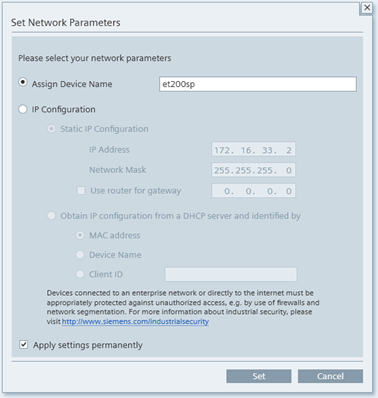 Set Network Parameters
Please select your network parameters
Assign Device Name et200sp
IP Configuration
Static IP Configuration
IP Address 172. 16. 33. 2
Network Mask 255.255.255. 0
Use router for gateway 0. 0. 0. 0
Obtain IP configuration from a DHCP server and identified by
MAC address
Device Name
Client ID
Devices connected to an enterprise network or directly to the internet must be
appropriately protected against unauthorized access, e.g. by use of firewalls and
network segmentation. For more information about industrial security, please
visit http://www.siemens.com/industrialsecurity
Apply settings permanently
Set Cancel